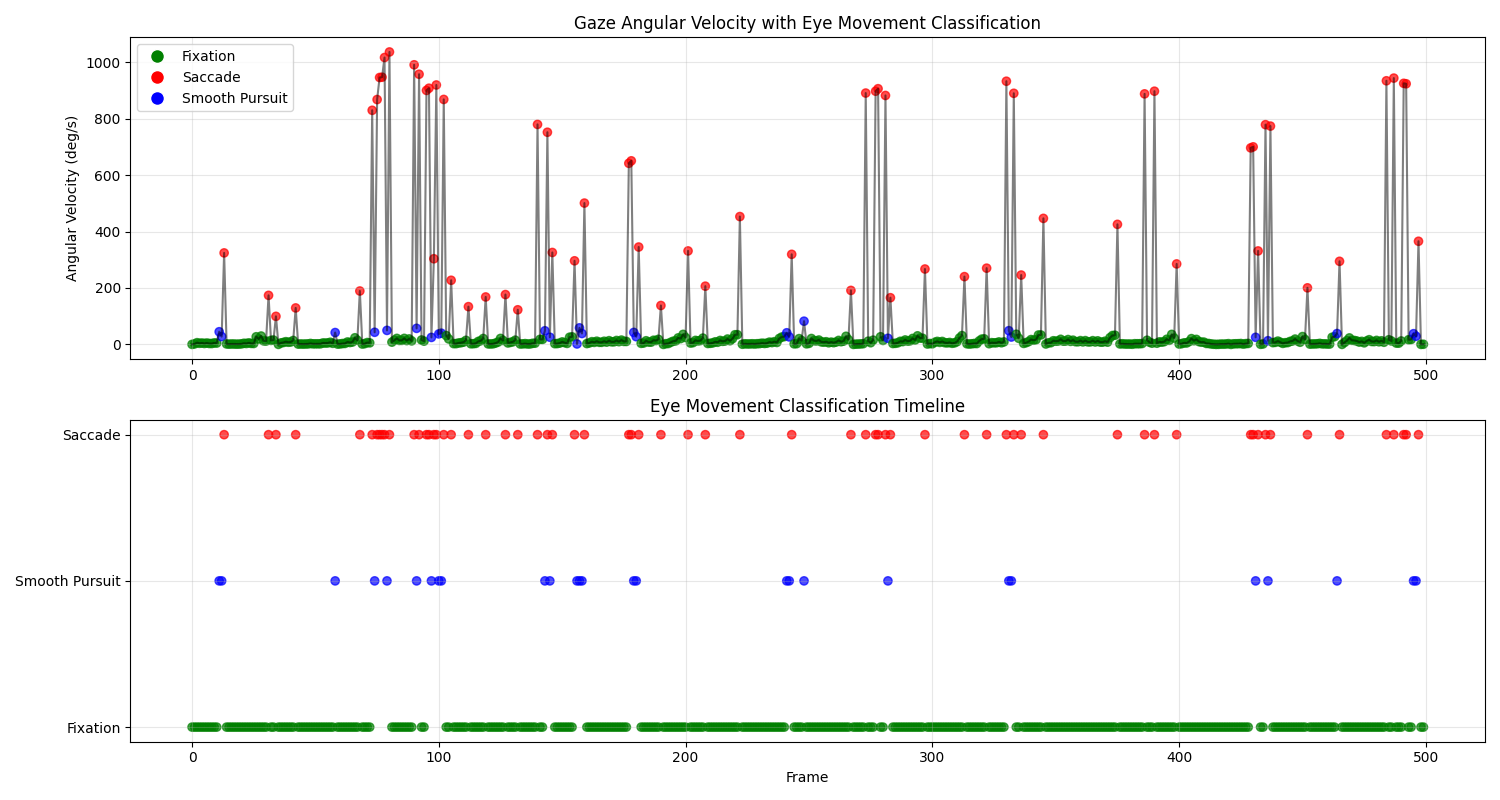 Gaze Angular Velocity with Eye Movement Classification
Angular Velocity (deg/s)
1000
800
600
400
200
0
Fixation
Saccade
Smooth Pursuit
0 100 200 300 400 500
Eye Movement Classification Timeline
Saccade
Smooth Pursuit
Fixation
0 100 200 300 400 500
Frame